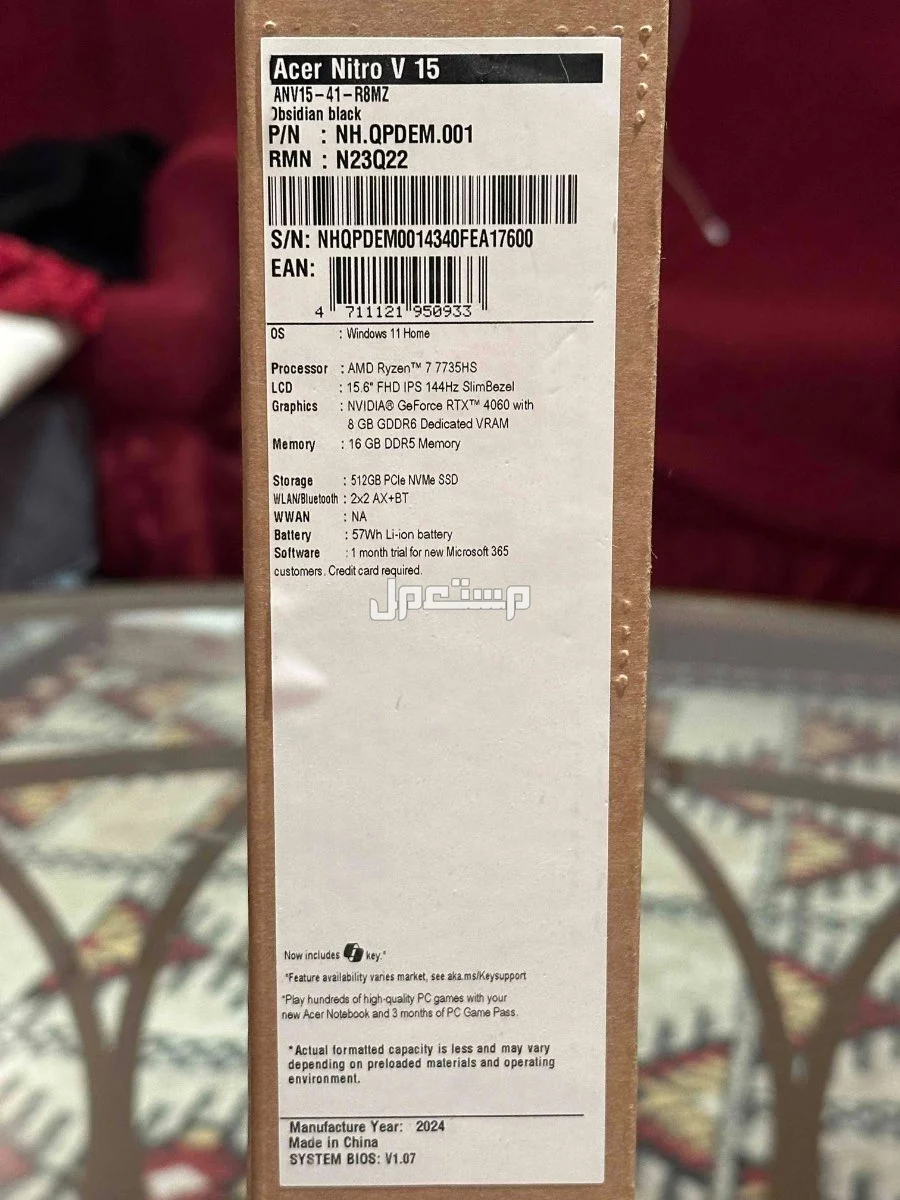 Acer Nitro V 15
ANV15-41-R8MZ
Obsidian black
P/N : NH.QPDEM.001
RMN : N23Q22
S/N: NHQPDEM0014340FEA17600
EAN:
4 711121 950933
OS : Windows 11 Home
Processor : AMD Ryzen™ 7 7735HS
LCD : 15.6" FHD IPS 144Hz SlimBezel
Graphics : NVIDIA® GeForce RTX™ 4060 with
8 GB GDDR6 Dedicated VRAM
Memory : 16 GB DDR5 Memory
Storage : 512GB PCIe NVMe SSD
WLAN/Bluetooth : 2x2 AX+BT
WWAN : NA
Battery : 57Wh Li-ion battery
Software : 1 month trial for new Microsoft 365
customers. Credit card required.
مستعمل
Now includes key.*
*Feature availability varies market, see aka.ms/Keysupport
*Play hundreds of high-quality PC games with your
new Acer Notebook and 3 months of PC Game Pass.
*Actual formatted capacity is less and may vary
depending on preloaded materials and operating
environment.
Manufacture Year: 2024
Made in China
SYSTEM BIOS: V1.07